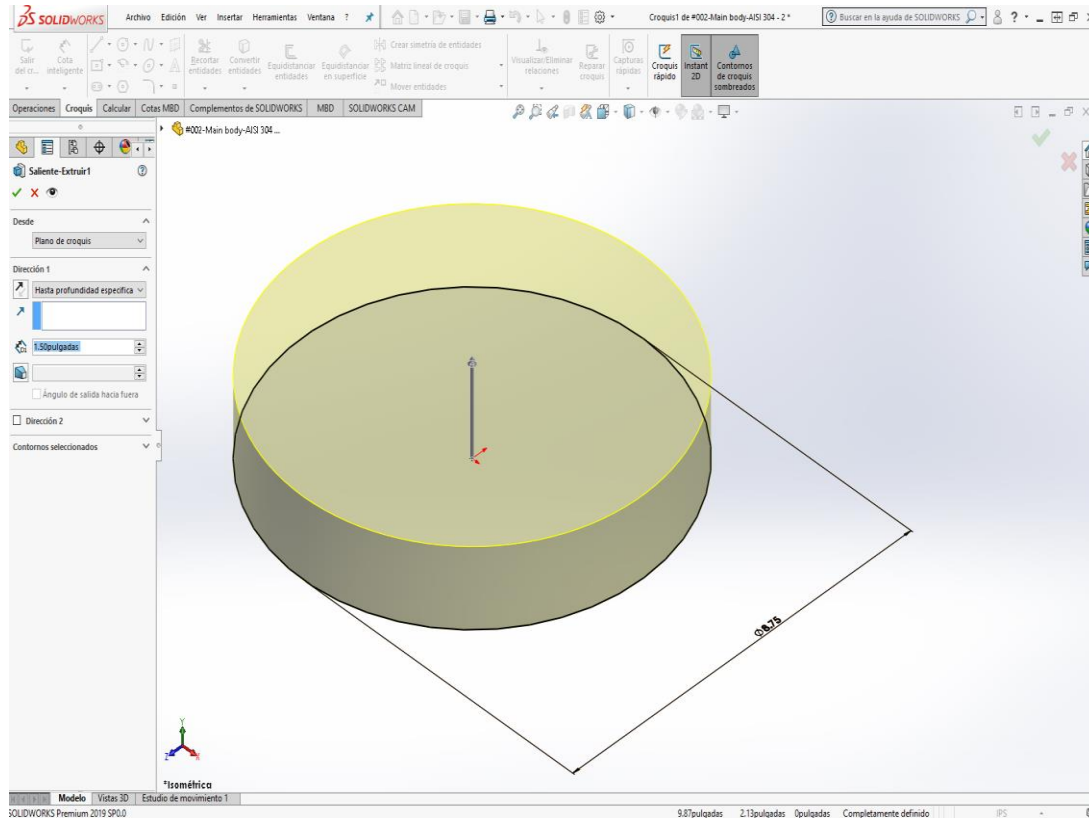 SOLIDWORKS Archivo Edición Ver Insertar Herramientas Ventana ? Croquis1 de #002-Main body-AISI 304 - 2 * Buscar en la ayuda de SOLIDWORKS
Salir del cr...
Cota inteligente
Recortar entidades
Convertir entidades
Equidistanciar entidades
Equidistanciar en superficie
Crear simetría de entidades
Matriz lineal de croquis
Mover entidades
Visualizar/Eliminar relaciones
Reparar croquis
Capturas rápidas
Croquis rápido
Instant 2D
Contornos de croquis sombreados
Operaciones Croquis Calcular Cotas MBD Complementos de SOLIDWORKS MBD SOLIDWORKS CAM
#002-Main body-AISI 304 ...
Saliente-Extruir1
Desde
Plano de croquis
Dirección 1
Hasta profundidad específica
1.50pulgadas
Ángulo de salida hacia fuera
Dirección 2
Contornos seleccionados
Φ8.75
Y
Z
*Isométrica
Modelo Vistas 3D Estudio de movimiento 1
SOLIDWORKS Premium 2019 SP0.0 9.87pulgadas 2.13pulgadas 0pulgadas Completamente definido IPS